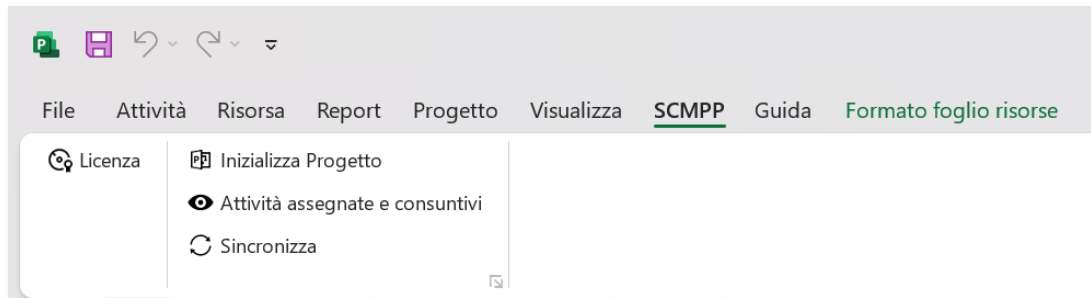 File Attività Risorsa Report Progetto Visualizza SCMPP Guida Formato foglio risorse
Licenza
Inizializza Progetto
Attività assegnate e consuntivi
Sincronizza